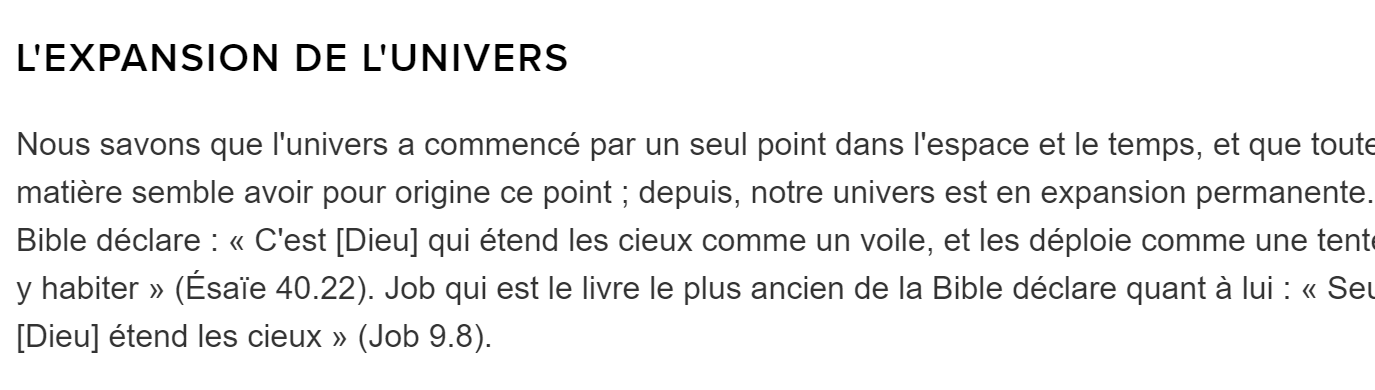 L'EXPANSION DE L'UNIVERS
Nous savons que l'univers a commencé par un seul point dans l'espace et le temps, et que toute
matière semble avoir pour origine ce point ; depuis, notre univers est en expansion permanente.
Bible déclare : « C'est [Dieu] qui étend les cieux comme un voile, et les déploie comme une tente
y habiter » (Ésaïe 40.22). Job qui est le livre le plus ancien de la Bible déclare quant à lui : « Seu
[Dieu] étend les cieux » (Job 9.8).